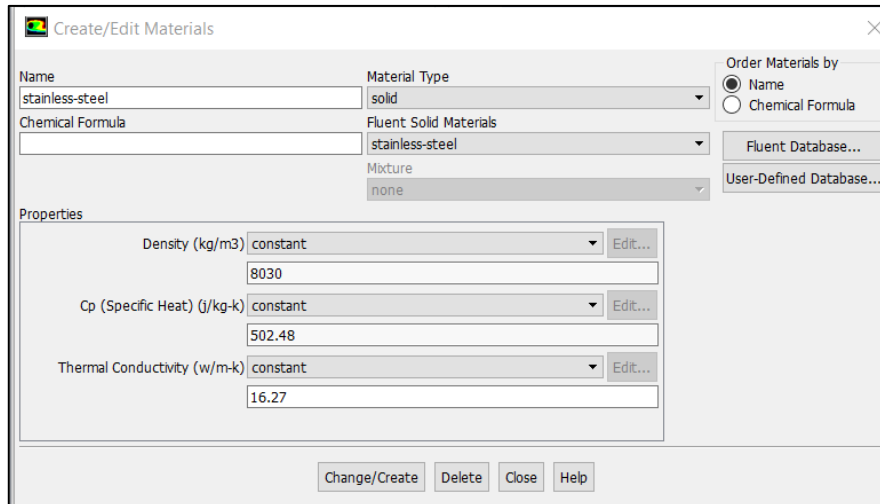 Create/Edit Materials
Name
stainless-steel
Chemical Formula
Material Type
solid
Fluent Solid Materials
stainless-steel
Mixture
none
Order Materials by
Name
Chemical Formula
Fluent Database...
User-Defined Database...
Properties
Density (kg/m3) constant Edit...
8030
Cp (Specific Heat) (j/kg-k) constant Edit...
502.48
Thermal Conductivity (w/m-k) constant Edit...
16.27
Change/Create Delete Close Help